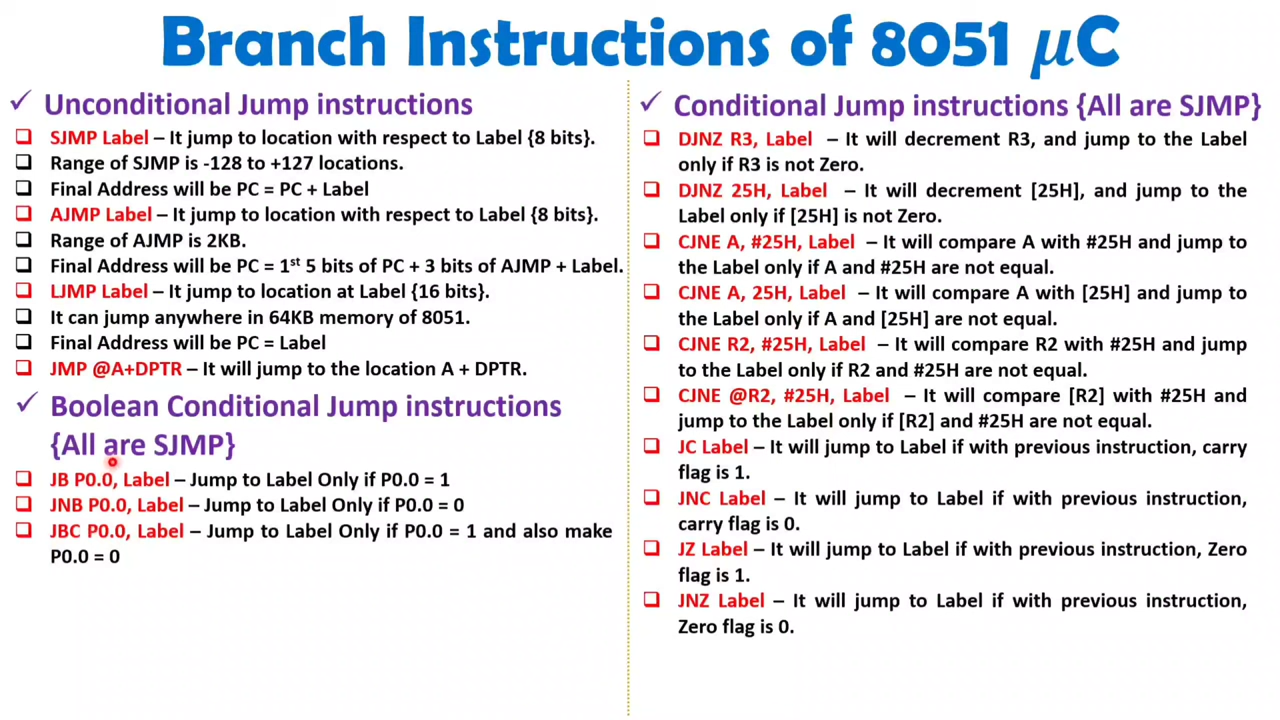 Branch Instructions of 8051 μC
✓ Unconditional Jump instructions
❑ SJMP Label – It jump to location with respect to Label {8 bits}.
❑ Range of SJMP is -128 to +127 locations.
❑ Final Address will be PC = PC + Label
❑ AJMP Label – It jump to location with respect to Label {8 bits}.
❑ Range of AJMP is 2KB.
❑ Final Address will be PC = 1st 5 bits of PC + 3 bits of AJMP + Label.
❑ LJMP Label – It jump to location at Label {16 bits}.
❑ It can jump anywhere in 64KB memory of 8051.
❑ Final Address will be PC = Label
❑ JMP @A+DPTR – It will jump to the location A + DPTR.
✓ Boolean Conditional Jump instructions
{All are SJMP}
❑ JB P0.0, Label – Jump to Label Only if P0.0 = 1
❑ JNB P0.0, Label – Jump to Label Only if P0.0 = 0
❑ JBC P0.0, Label – Jump to Label Only if P0.0 = 1 and also make
P0.0 = 0
✓ Conditional Jump instructions {All are SJMP}
❑ DJNZ R3, Label – It will decrement R3, and jump to the Label
only if R3 is not Zero.
❑ DJNZ 25H, Label – It will decrement [25H], and jump to the
Label only if [25H] is not Zero.
❑ CJNE A, #25H, Label – It will compare A with #25H and jump to
the Label only if A and #25H are not equal.
❑ CJNE A, 25H, Label – It will compare A with [25H] and jump to
the Label only if A and [25H] are not equal.
❑ CJNE R2, #25H, Label – It will compare R2 with #25H and jump
to the Label only if R2 and #25H are not equal.
❑ CJNE @R2, #25H, Label – It will compare [R2] with #25H and
jump to the Label only if [R2] and #25H are not equal.
❑ JC Label – It will jump to Label if with previous instruction, carry
flag is 1.
❑ JNC Label – It will jump to Label if with previous instruction,
carry flag is 0.
❑ JZ Label – It will jump to Label if with previous instruction, Zero
flag is 1.
❑ JNZ Label – It will jump to Label if with previous instruction,
Zero flag is 0.